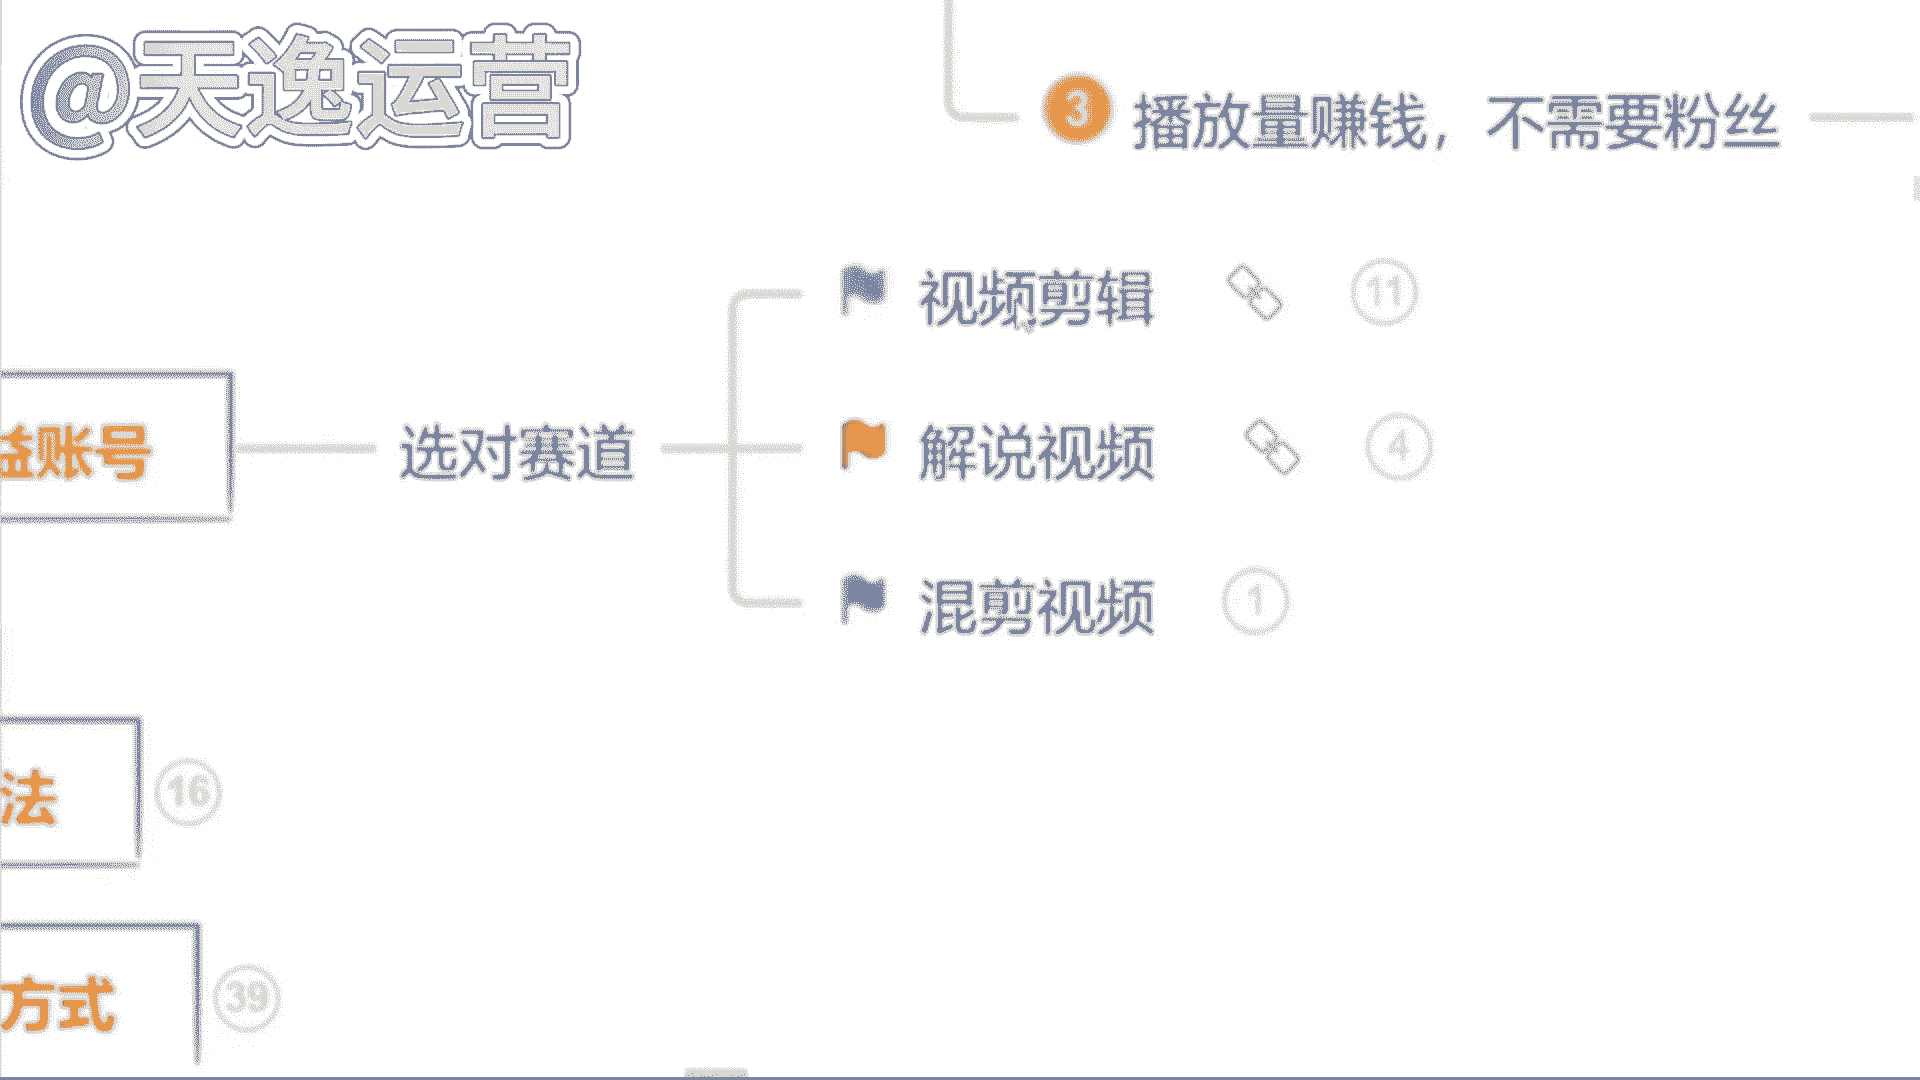 @天逸运营
3 播放量赚钱，不需要粉丝
视频剪辑 11
益账号
选对赛道
解说视频 4
混剪视频 1
法 16
方式 39